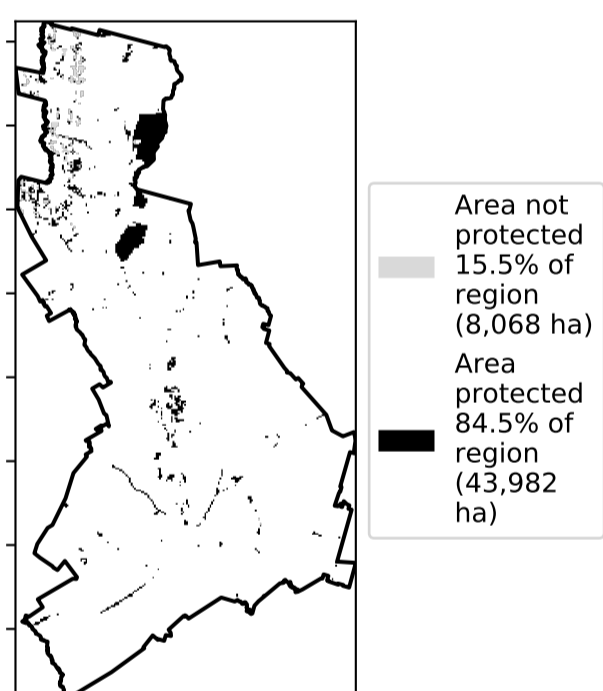 Area not
protected
15.5% of
region
(8,068 ha)
Area
protected
84.5% of
region
(43,982
ha)